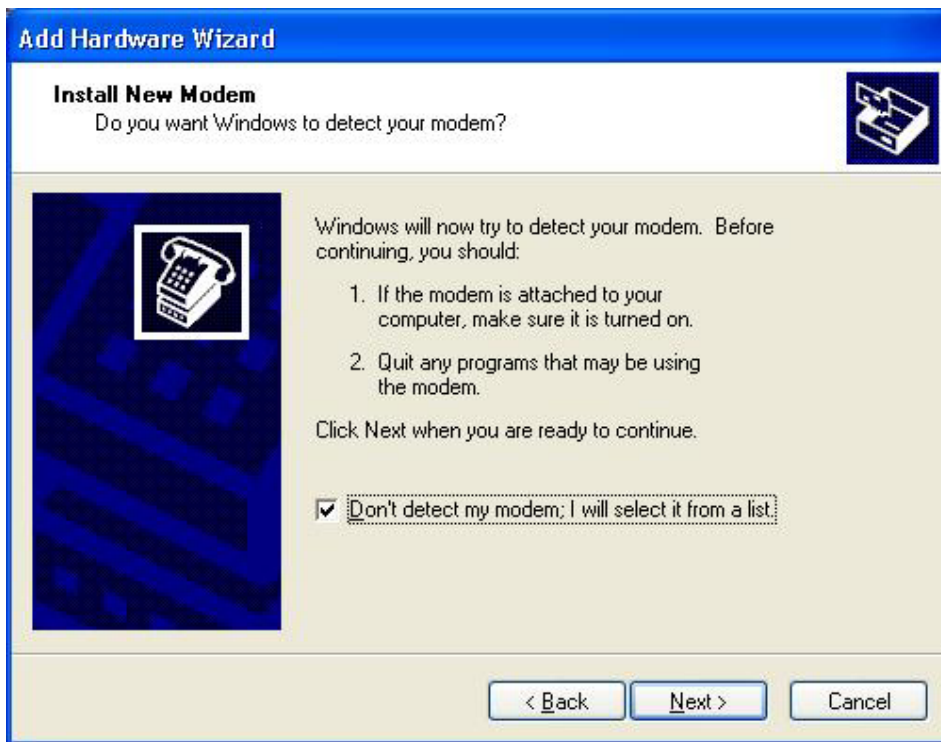 Add Hardware Wizard
Install New Modem
Do you want Windows to detect your modem?
Windows will now try to detect your modem. Before
continuing, you should:
1. If the modem is attached to your
computer, make sure it is turned on.
2. Quit any programs that may be using
the modem.
Click Next when you are ready to continue.
Don't detect my modem; I will select it from a list.
< Back
Next >
Cancel